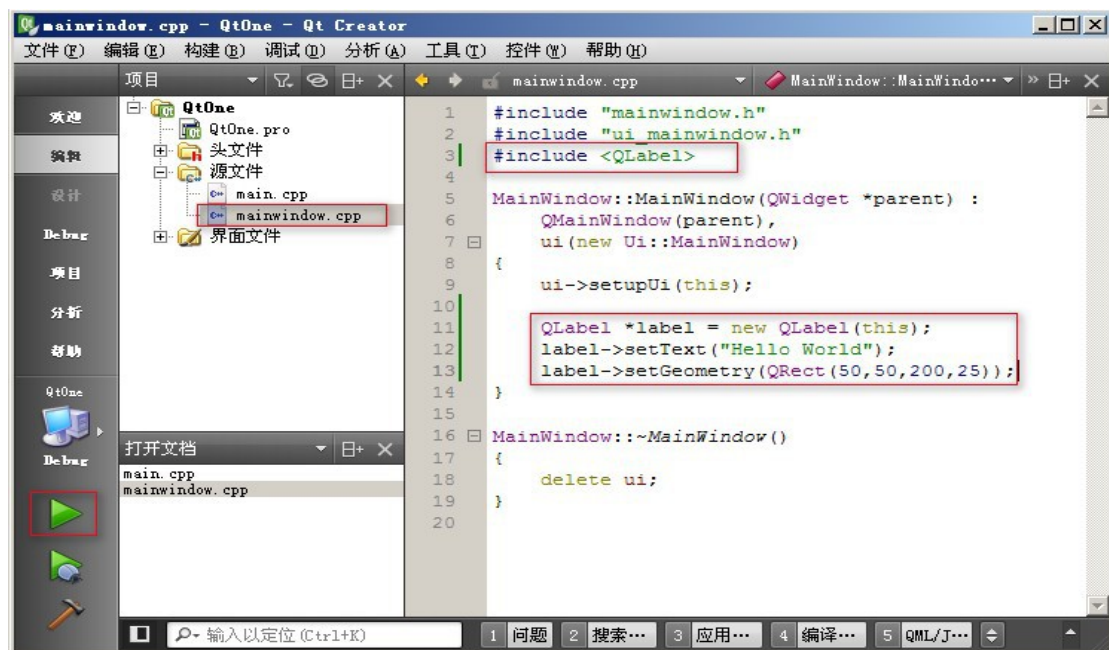 mainwindow.cpp - QtOne - Qt Creator
文件(F) 编辑(E) 构建(B) 调试(D) 分析(A) 工具(T) 控件(W) 帮助(H)
项目
mainwindow.cpp
MainWindow::MainWindo…
欢迎
编辑
设计
Debug
项目
分析
帮助
QtOne
Debug
QtOne
QtOne.pro
头文件
源文件
main.cpp
mainwindow.cpp
界面文件
打开文档
main.cpp
mainwindow.cpp
1 #include "mainwindow.h"
2 #include "ui_mainwindow.h"
3 #include <QLabel>
4
5 MainWindow::MainWindow(QWidget *parent) :
6 QMainWindow(parent),
7 ui(new Ui::MainWindow)
8 {
9 ui->setupUi(this);
10
11 QLabel *label = new QLabel(this);
12 label->setText("Hello World");
13 label->setGeometry(QRect(50,50,200,25));
14 }
15
16 MainWindow::~MainWindow()
17 {
18 delete ui;
19 }
20
输入以定位(Ctrl+K)
1 问题 2 搜索… 3 应用… 4 编译… 5 QML/J…